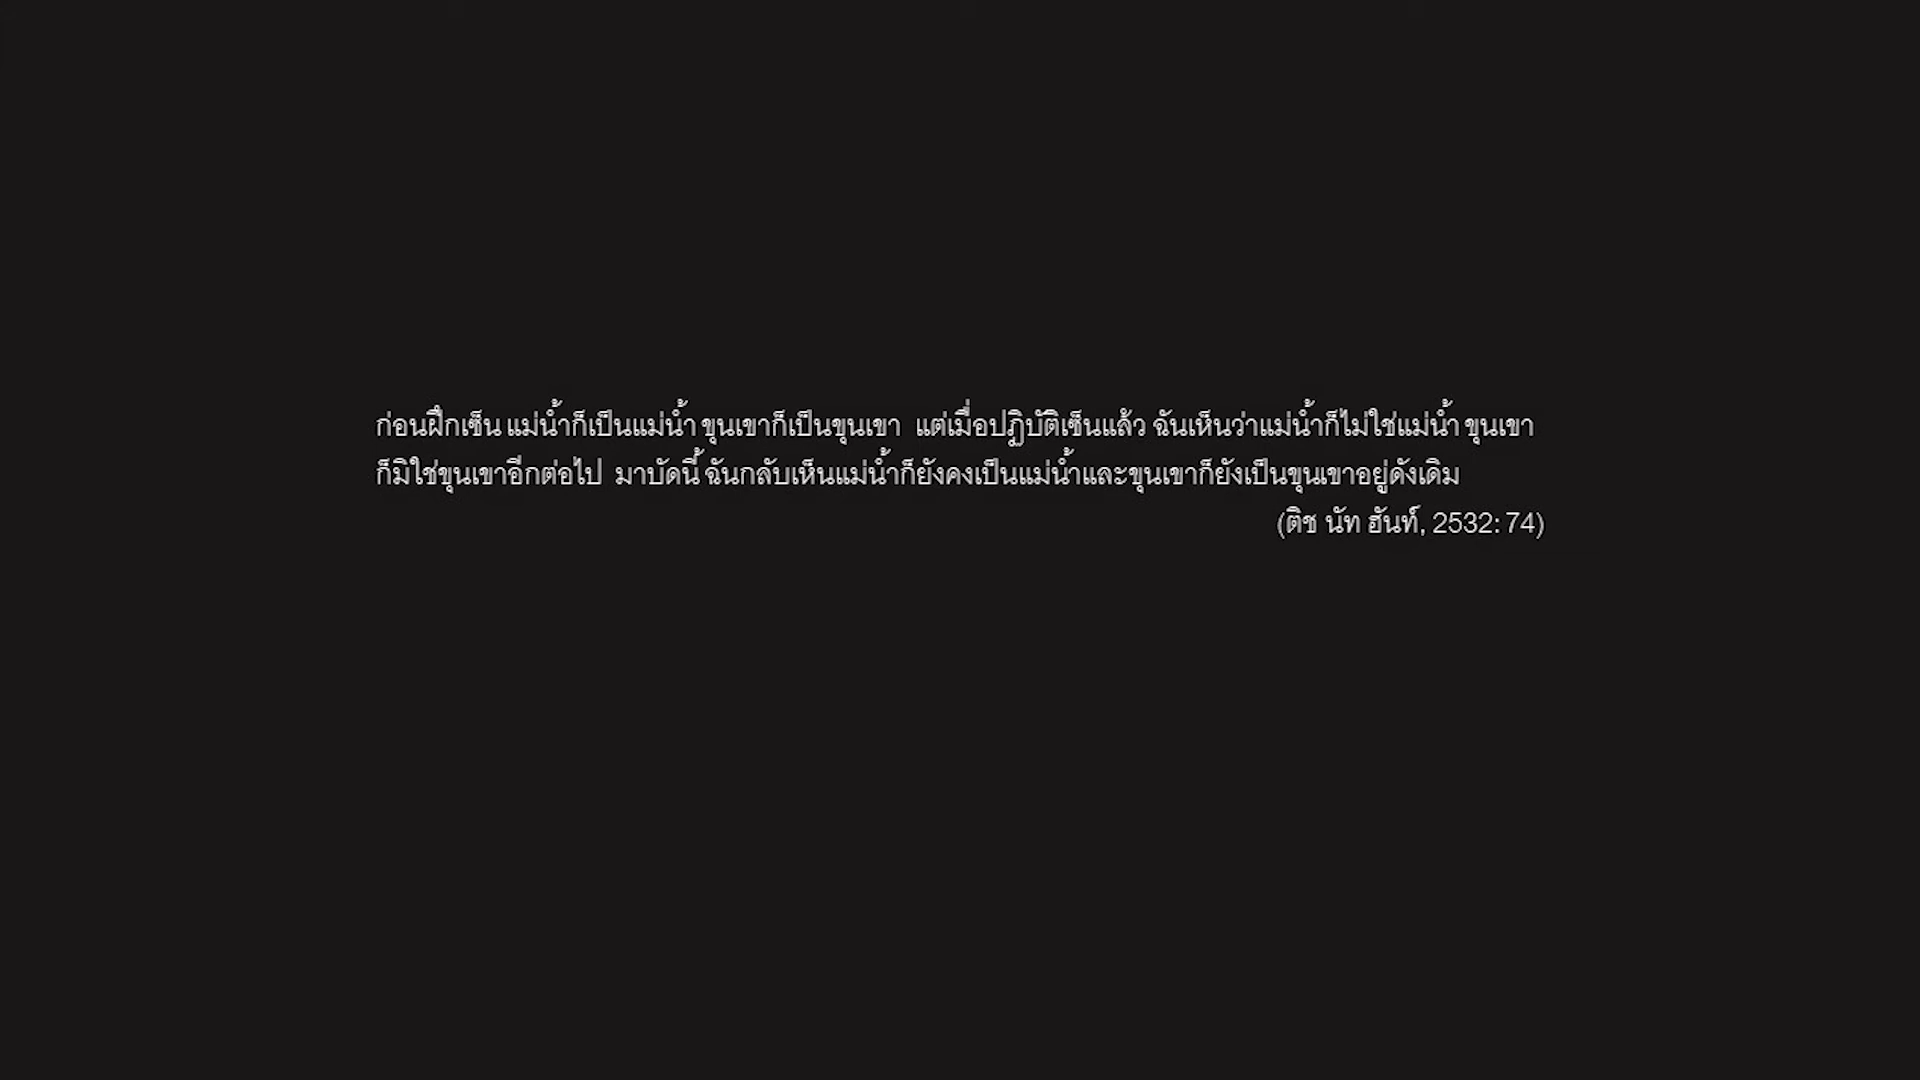 ก่อนฝึกเซ็น แม่น้ำก็เป็นแม่น้ำ ขุนเขาก็เป็นขุนเขา แต่เมื่อปฏิบัติเซ็นแล้ว ฉันเห็นว่าแม่น้ำก็ไม่ใช่แม่น้ำ ขุนเขา
ก็มิใช่ขุนเขาอีกต่อไป มาบัดนี้ ฉันกลับเห็นแม่น้ำก็ยังคงเป็นแม่น้ำและขุนเขาก็ยังเป็นขุนเขาอยู่ดังเดิม
(ติช นัท ฮันท์, 2532: 74)